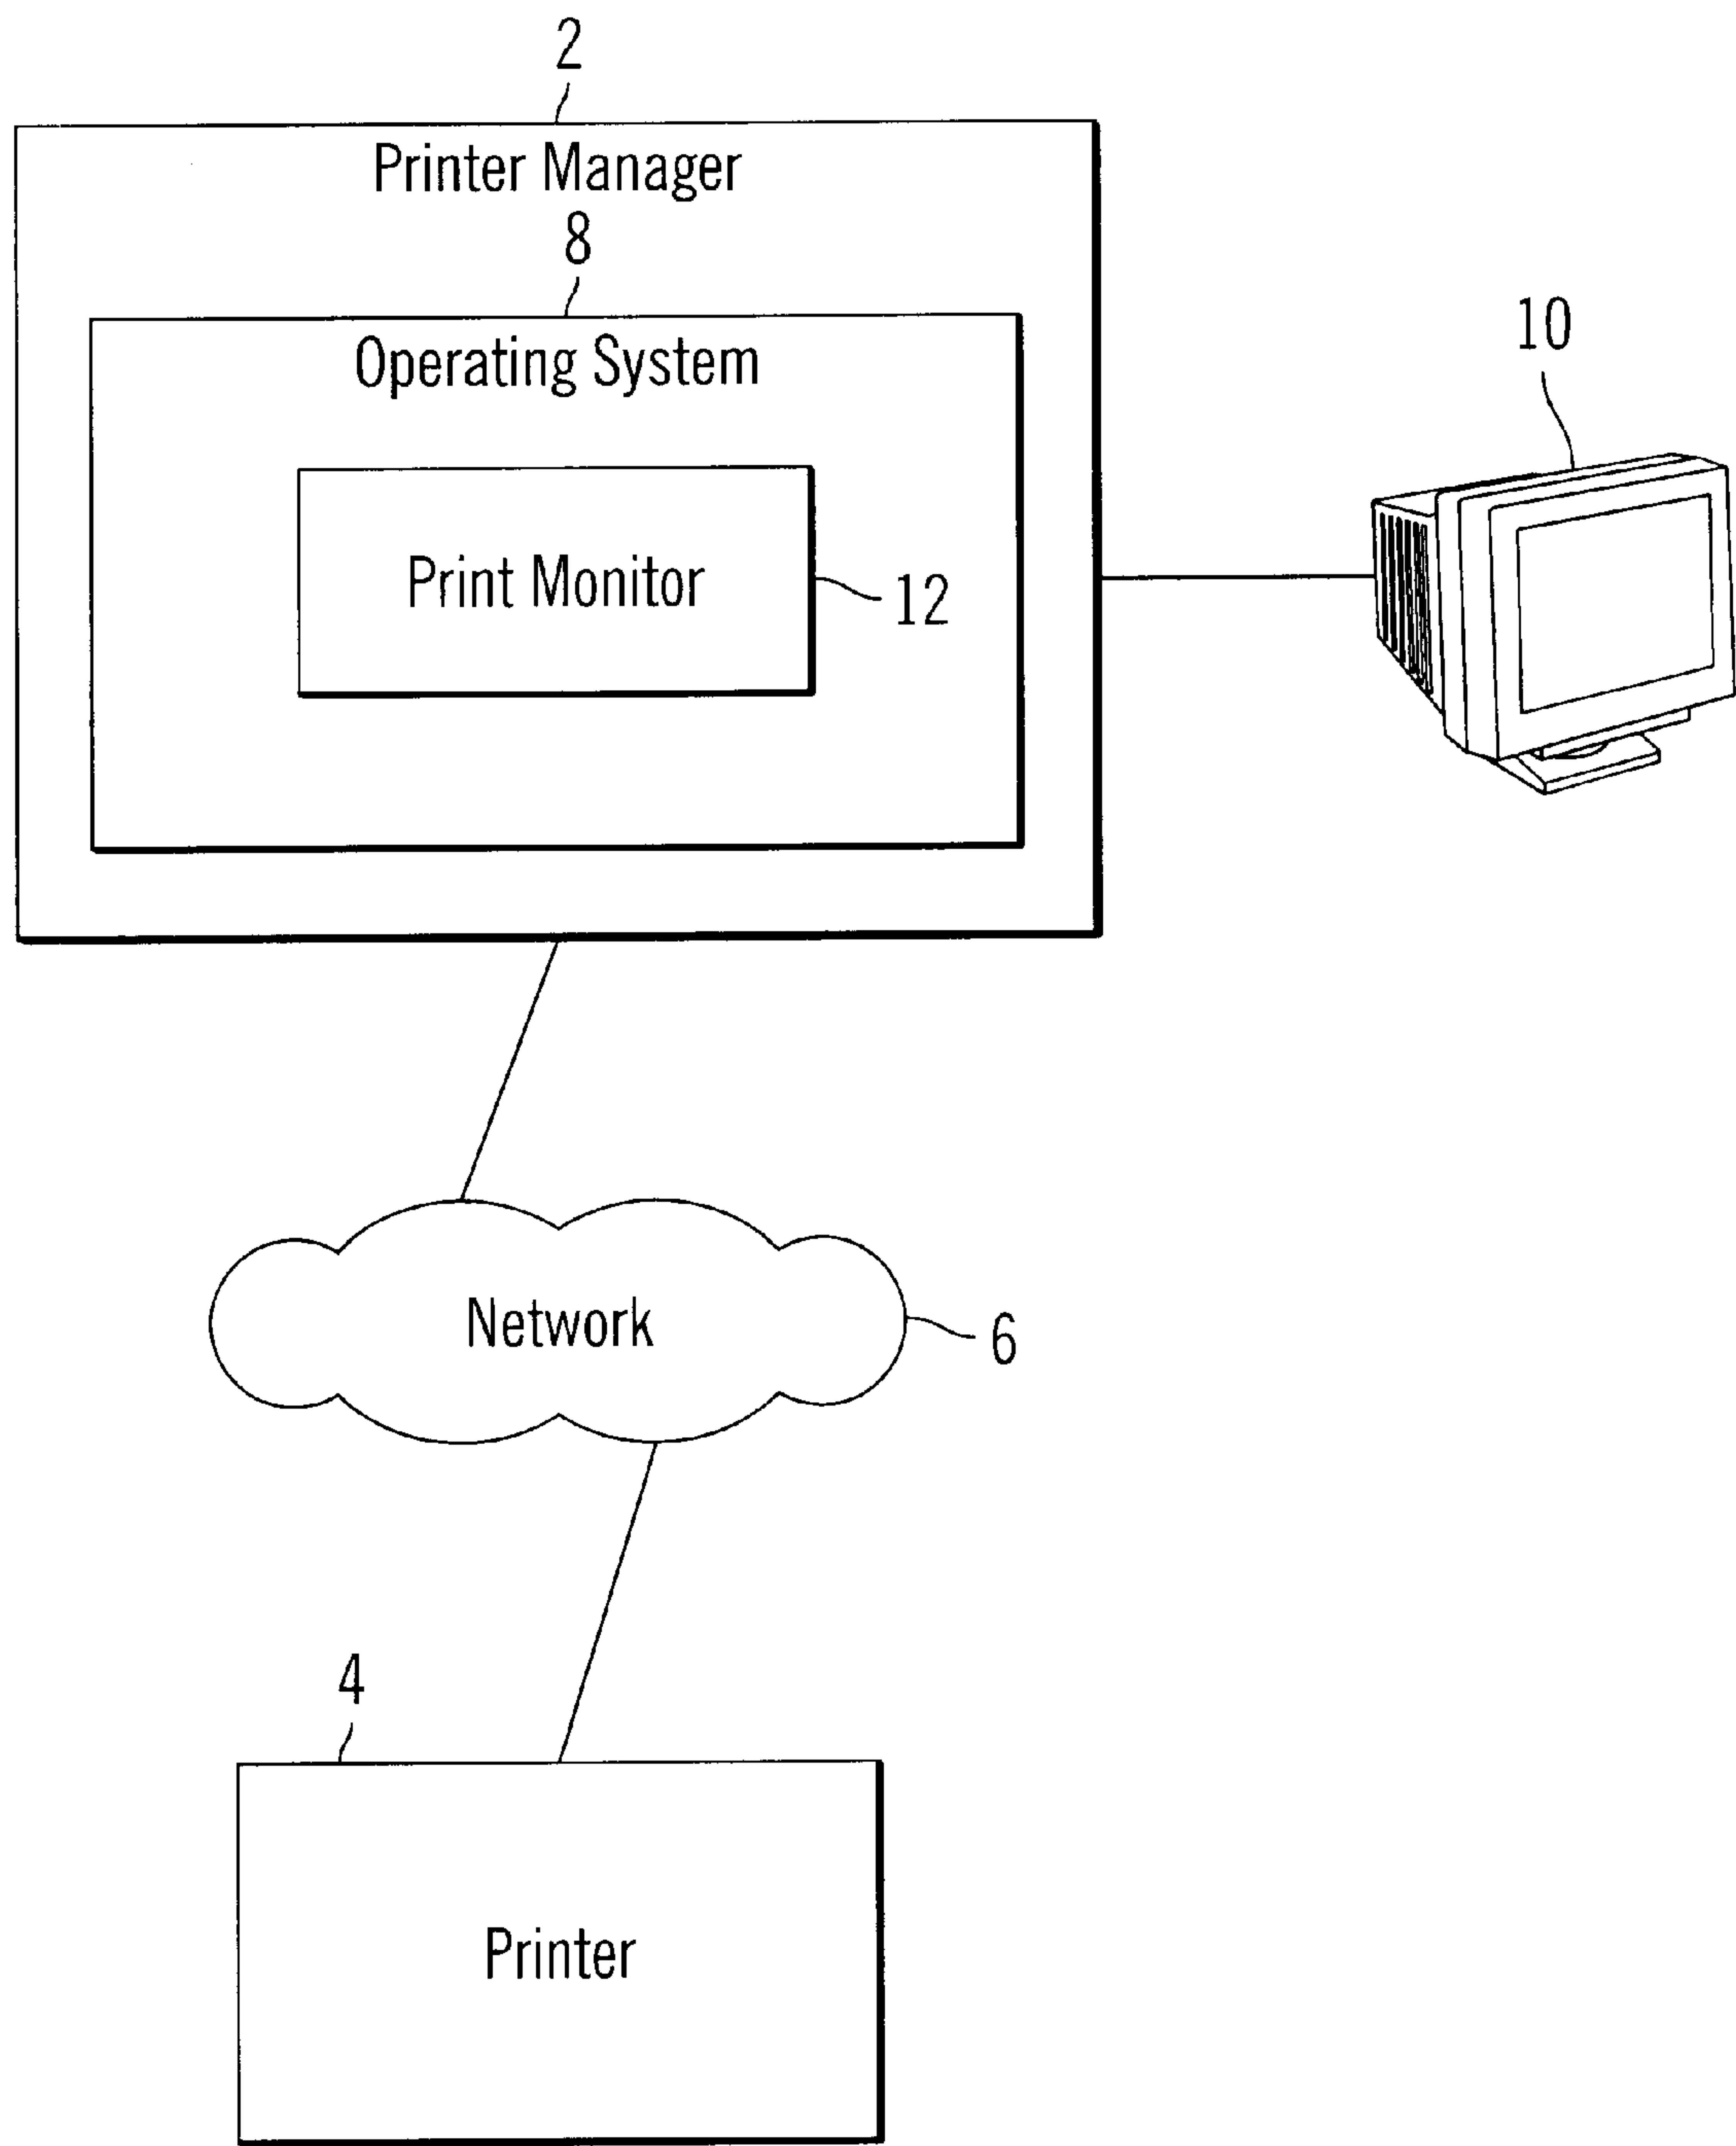 2
Printer Manager
8
Operating System
10
Print Monitor
12
Network
6
4
Printer